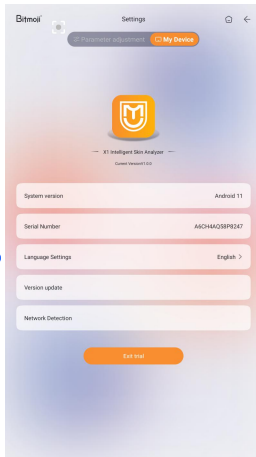 Bitmoji
Settings
Parameter adjustment
My Device
X1 Intelligent Skin Analyzer
Current Version:V1.0.0
System version
Android 11
Serial Number
A6CH4AQ58P8247
Language Settings
English >
Version update
Network Detection
Exit trial